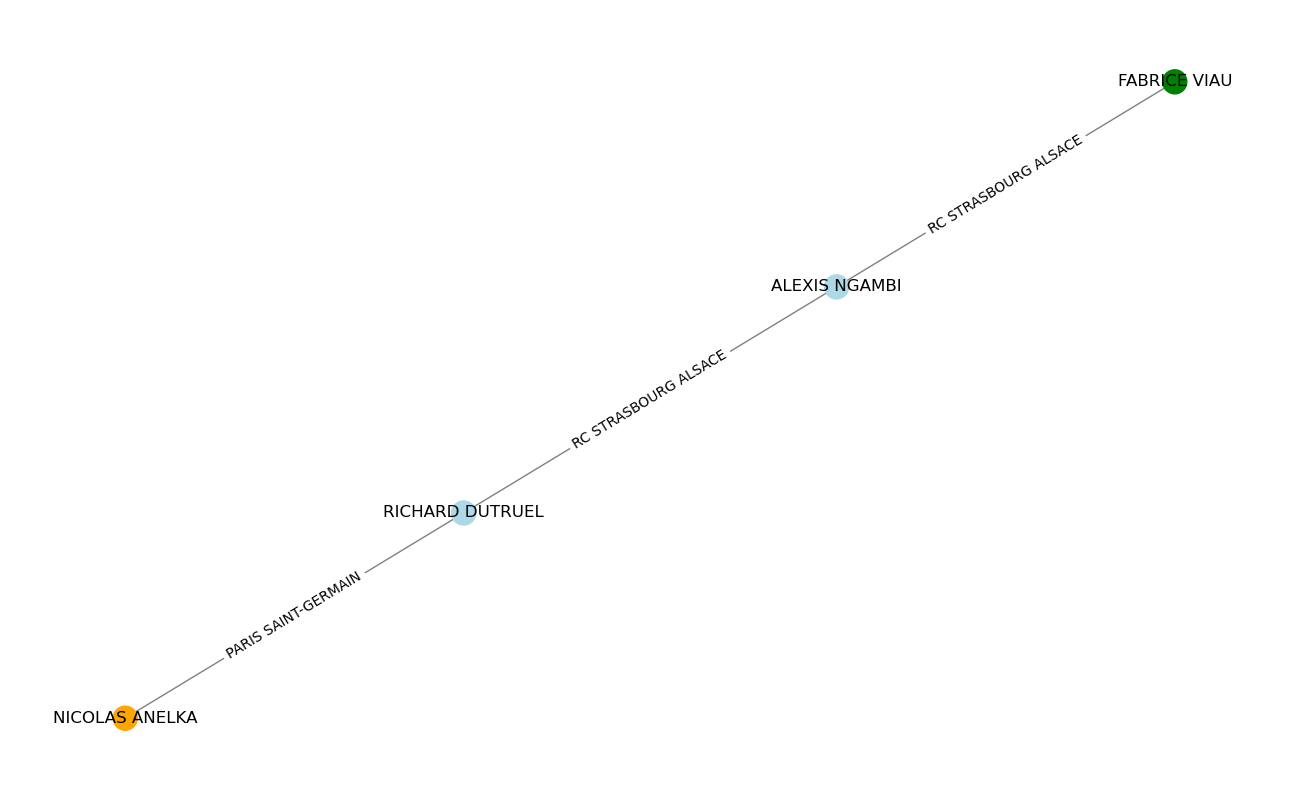 FABRICE VIAU
RC STRASBOURG ALSACE
ALEXIS NGAMBI
RC STRASBOURG ALSACE
RICHARD DUTRUEL
PARIS SAINT-GERMAIN
NICOLAS ANELKA